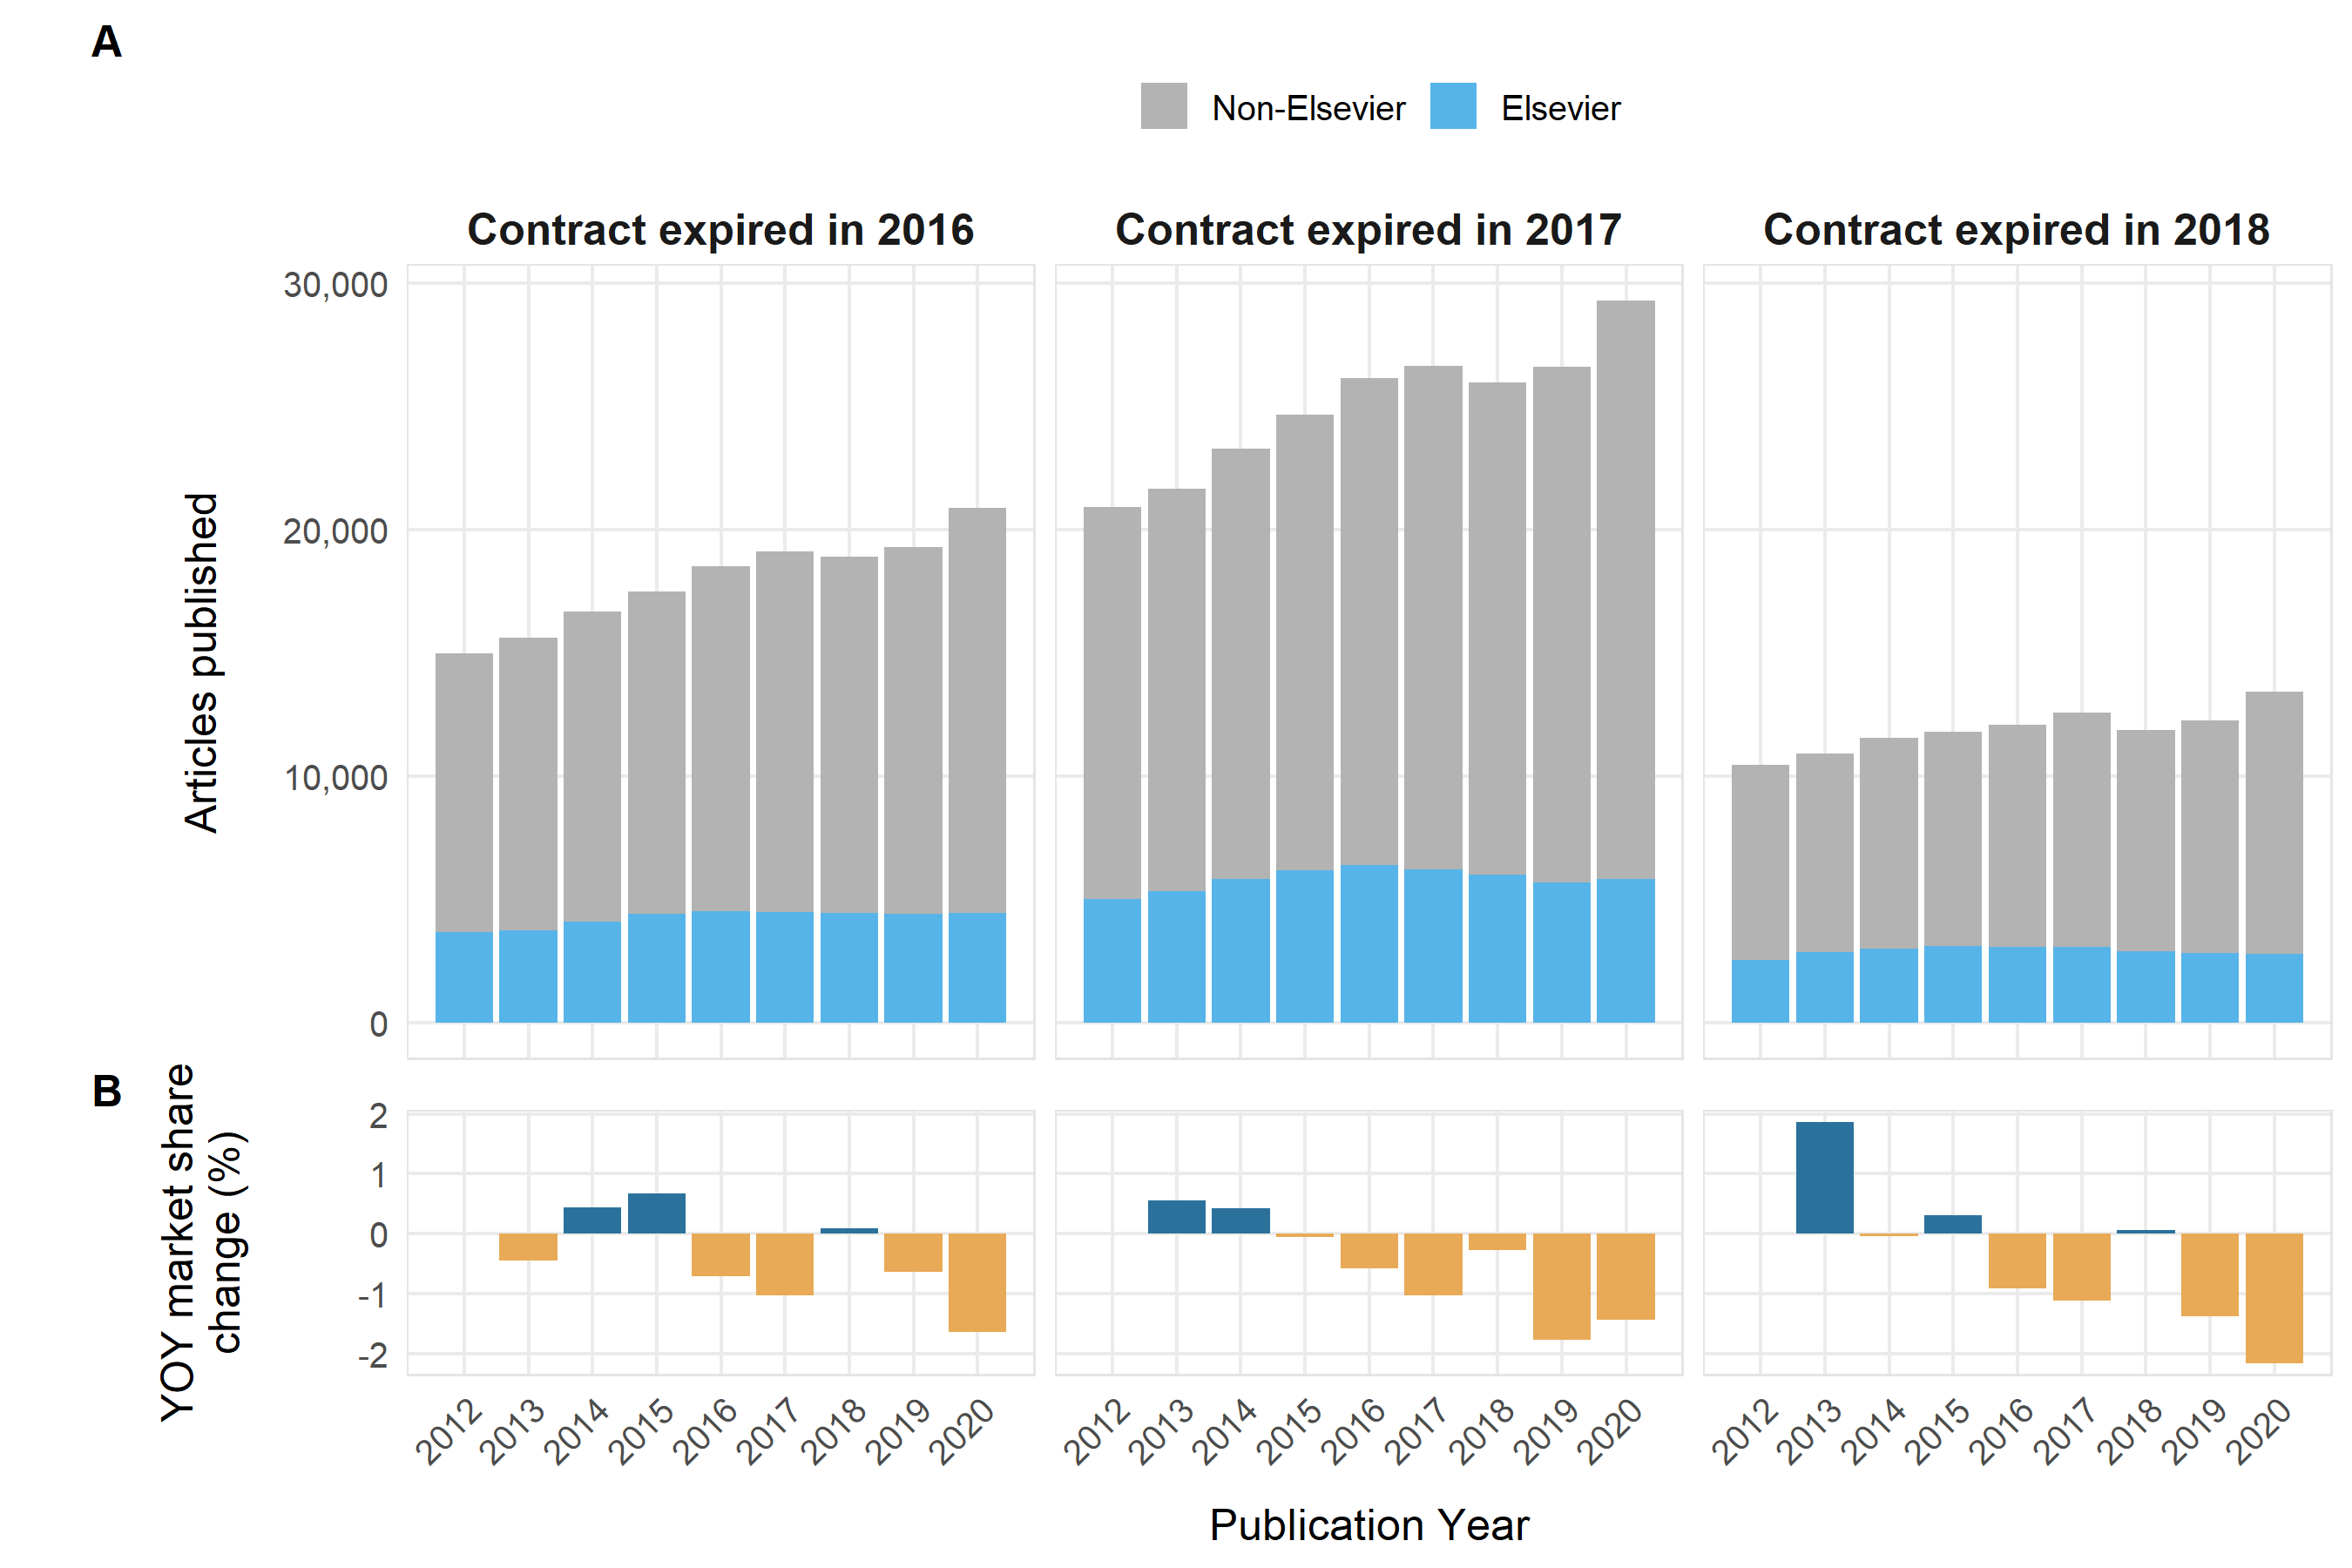 A
Non-Elsevier Elsevier
Contract expired in 2016 Contract expired in 2017 Contract expired in 2018
Articles published
30,000
20,000
10,000
0
B
YOY market share
change (%)
2
1
0
-1
-2
2012 2013 2014 2015 2016 2017 2018 2019 2020 2012 2013 2014 2015 2016 2017 2018 2019 2020 2012 2013 2014 2015 2016 2017 2018 2019 2020
Publication Year